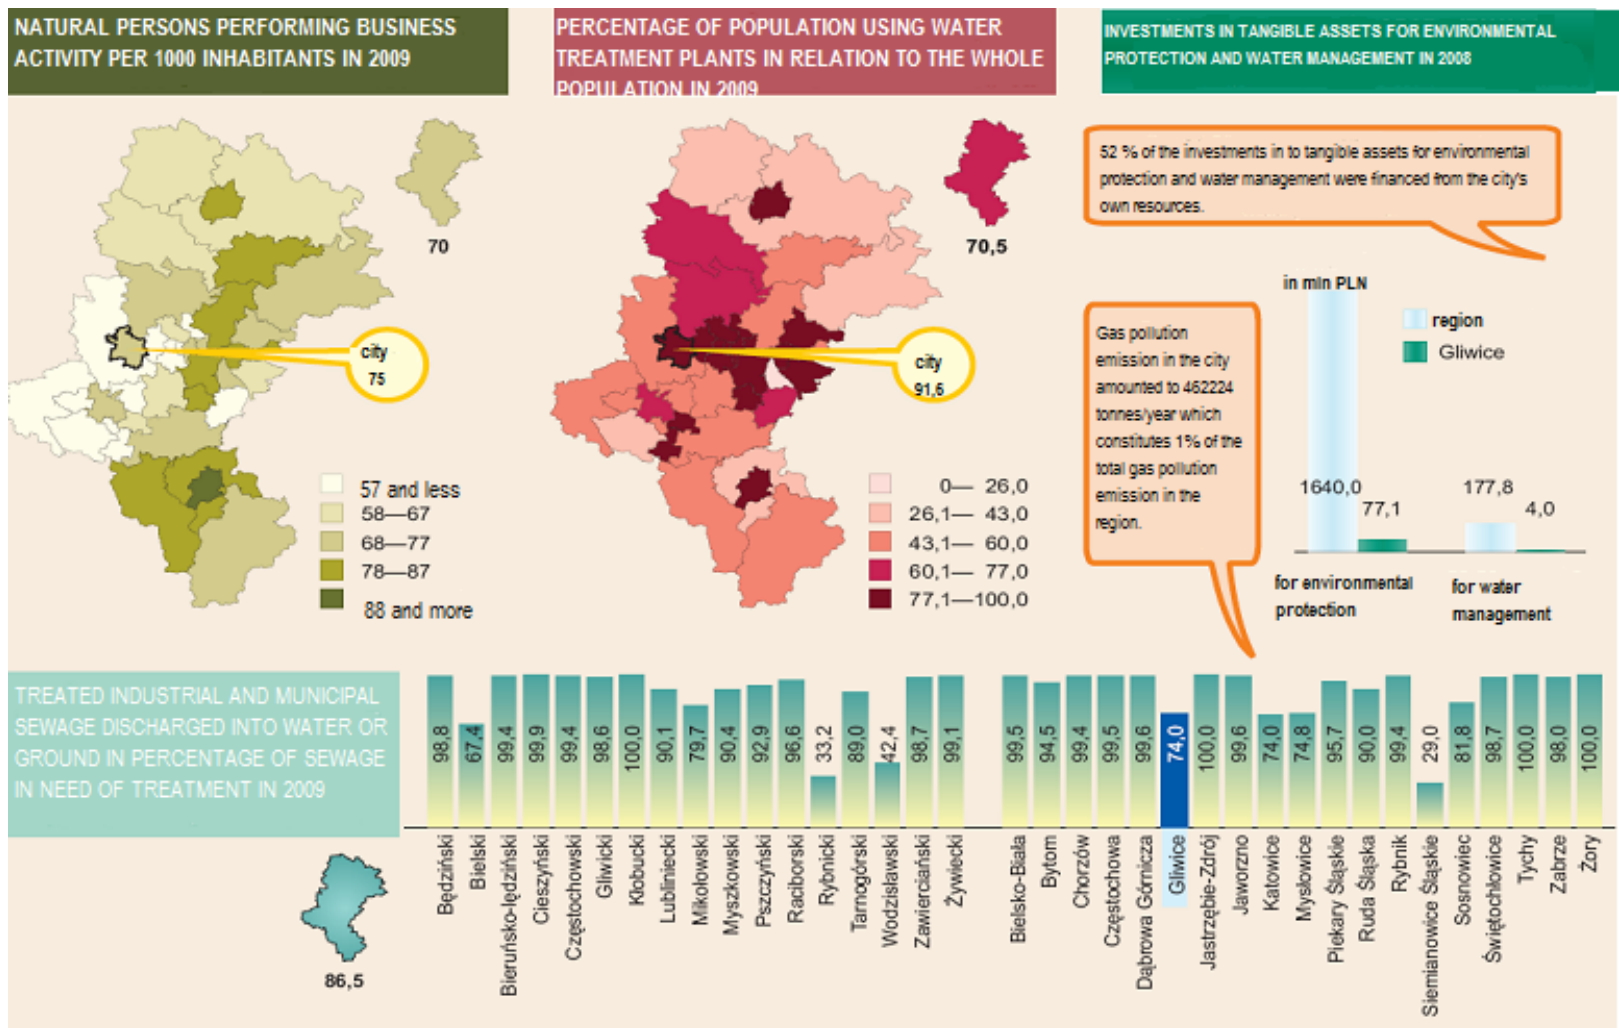 NATURAL PERSONS PERFORMING BUSINESS
ACTIVITY PER 1000 INHABITANTS IN 2009
70
city
75
57 and less
58—67
68—77
78—87
88 and more
PERCENTAGE OF POPULATION USING WATER
TREATMENT PLANTS IN RELATION TO THE WHOLE
POPULATION IN 2009
70,5
city
91,6
0— 26,0
26,1— 43,0
43,1— 60,0
60,1— 77,0
77,1—100,0
INVESTMENTS IN TANGIBLE ASSETS FOR ENVIRONMENTAL
PROTECTION AND WATER MANAGEMENT IN 2008
52 % of the investments in to tangible assets for environmental
protection and water management were financed from the city's
own resources.
Gas pollution
emission in the city
amounted to 462224
tonnes/year which
constitutes 1% of the
total gas pollution
emission in the
region.
in mln PLN
region
Gliwice
1640,0
77,1
177,8
4,0
for environmental
protection
for water
management
TREATED INDUSTRIAL AND MUNICIPAL
SEWAGE DISCHARGED INTO WATER OR
GROUND IN PERCENTAGE OF SEWAGE
IN NEED OF TREATMENT IN 2009
86,5
98,8
67,4
99,4
99,9
99,4
98,6
100,0
90,1
79,7
90,4
92,9
96,6
33,2
89,0
42,4
98,7
99,1
99,5
94,5
99,4
99,5
99,6
74,0
100,0
99,6
74,0
74,8
95,7
90,0
99,4
29,0
81,8
98,7
100,0
98,0
100,0
Będziński
Bielski
Bieruńsko-lędziński
Cieszyński
Częstochowski
Gliwicki
Kłobucki
Lubliniecki
Mikołowski
Myszkowski
Pszczyński
Raciborski
Rybnicki
Tarnogórski
Wodzisławski
Zawierciański
Żywiecki
Bielsko-Biała
Bytom
Chorzów
Częstochowa
Dąbrowa Górnicza
Gliwice
Jastrzębie-Zdrój
Jaworzno
Katowice
Mysłowice
Piekary Śląskie
Ruda Śląska
Rybnik
Siemianowice Śląskie
Sosnowiec
Świętochłowice
Tychy
Zabrze
Żory